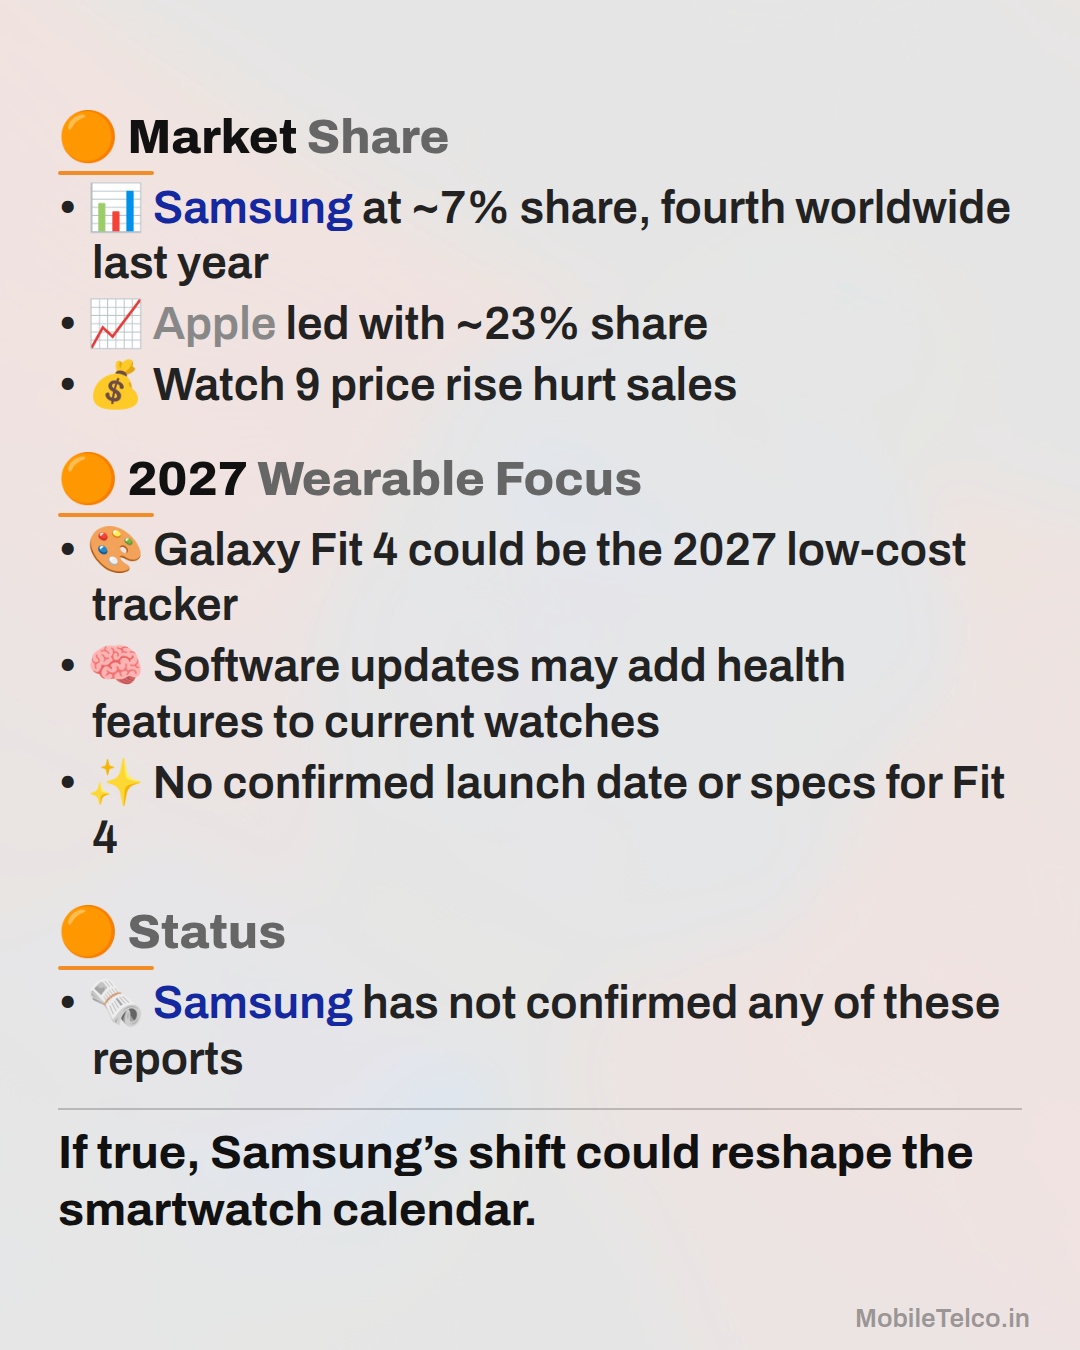 🟠 Market Share
• 📊 Samsung at ~7% share, fourth worldwide
last year
• 📈 Apple led with ~23% share
• 💰 Watch 9 price rise hurt sales
🟠 2027 Wearable Focus
• 🎨 Galaxy Fit 4 could be the 2027 low-cost
tracker
• 🧠 Software updates may add health
features to current watches
• ✨ No confirmed launch date or specs for Fit
4
🟠 Status
• 🗞️ Samsung has not confirmed any of these
reports
If true, Samsung’s shift could reshape the
smartwatch calendar.
MobileTelco.in